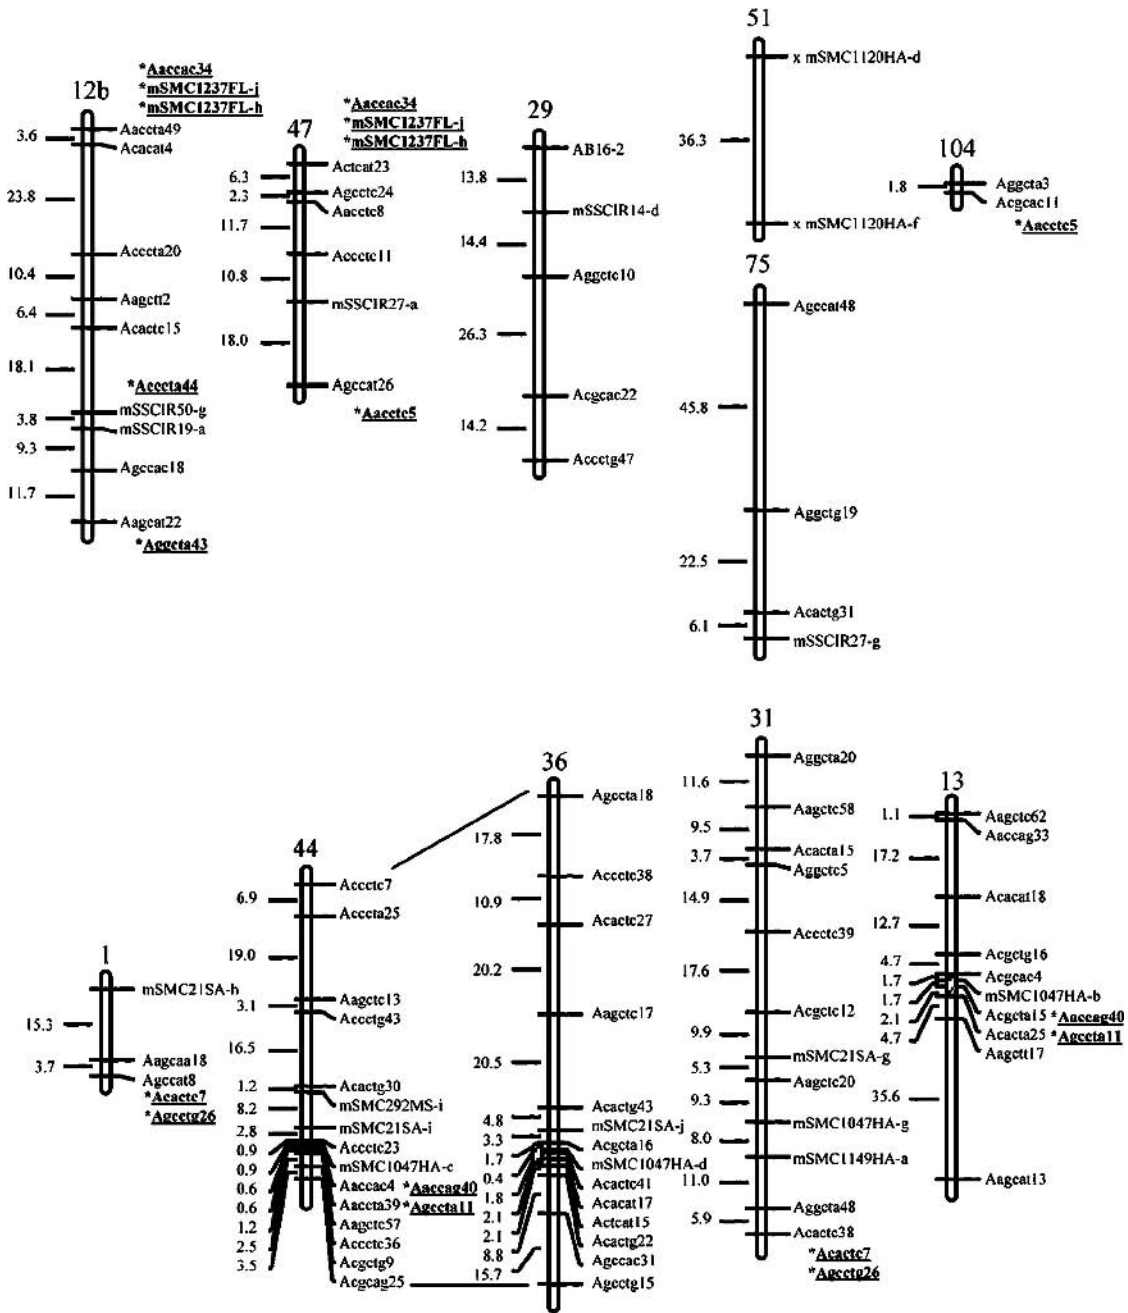 12b
*Aaccac34
*mSMC1237FL-j
*mSMC1237FL-h
3.6
23.8
10.4
6.4
18.1
3.8
9.3
11.7
Aaccta49
Acacat4
Acccta20
Aagctt2
Acactc15
*Acccta44
mSSCIR50-g
mSSCIR19-a
Agccac18
Aagcat22
*Aggcta43
47
*Aaccac34
*mSMC1237FL-j
*mSMC1237FL-h
6.3
2.3
11.7
10.8
18.0
Actcat23
Agcctc24
Aacctc8
Accctc11
mSSCIR27-a
Agccat26
*Aacctc5
29
13.8
14.4
26.3
14.2
AB16-2
mSSCIR14-d
Aggctc10
Acgcac22
Accctg47
51
36.3
x mSMC1120HA-d
x mSMC1120HA-f
104
1.8
Aggcta3
Acgcac11
*Aacctc5
75
45.8
22.5
6.1
Agccat48
Aggctg19
Acactg31
mSSCIR27-g
1
15.3
3.7
mSMC21SA-h
Aagcaa18
Agccat8
*Acactc7
*Agcctg26
44
6.9
19.0
3.1
16.5
1.2
8.2
2.8
0.9
0.9
0.6
0.6
1.2
2.5
3.5
Accctc7
Acccta25
Aagctc13
Accctg43
Acactg30
mSMC292MS-i
mSMC21SA-i
Accctc23
mSMC1047HA-c
Aaccac4 *Aaccag40
Aaccta39 *Agccta11
Aagctc57
Accctc36
Acgctg9
Acgcag25
36
17.8
10.9
20.2
20.5
4.8
3.3
1.7
0.4
1.8
2.1
2.1
8.8
15.7
Agccta18
Accctc38
Acactc27
Aagctc17
Acactg43
mSMC21SA-j
Acgcta16
mSMC1047HA-d
Acactc41
Acacat17
Actcat15
Acactg22
Agccac31
Agcctg15
31
11.6
9.5
3.7
14.9
17.6
9.9
5.3
9.3
8.0
11.0
5.9
Aggcta20
Aagctc58
Acacta15
Aggctc5
Accctc39
Acgctc12
mSMC21SA-g
Aagctc20
mSMC1047HA-g
mSMC1149HA-a
Aggcta48
Acactc38
*Acactc7
*Agcctg26
13
1.1
17.2
12.7
4.7
1.7
1.7
2.1
4.7
35.6
Aagctc62
Aaccag33
Acacat18
Acgctg16
Acgcac4
mSMC1047HA-b
Acgcta15 *Aaccag40
Acacta25 *Agccta11
Aagctt17
Aagcat13